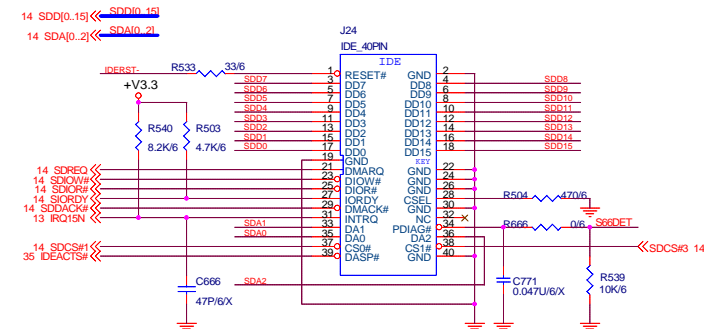 14 SDD[0..15] SDD[0..15]
14 SDA[0..2] SDA[0..2]
J24
IDE_40PIN
IDE
IDERST- R533 33/6 1 RESET# GND 2
+V3.3
SDD7 3 DD7 DD8 4 SDD8
SDD6 5 DD6 DD9 6 SDD9
SDD5 7 DD5 DD10 8 SDD10
SDD4 9 DD4 DD11 10 SDD11
SDD3 11 DD3 DD12 12 SDD12
SDD2 13 DD2 DD13 14 SDD13
SDD1 15 DD1 DD14 16 SDD14
SDD0 17 DD0 DD15 18 SDD15
R540 R503
8.2K/6 4.7K/6
19 GND KEY
14 SDREQ 21 DMARQ GND 22
14 SDIOW# 23 DIOW# GND 24
14 SDIOR# 25 DIOR# GND 26
14 SIORDY 27 IORDY CSEL 28 R504 470/6
14 SDDACK# 29 DMACK# GND 30
13 IRQ15N 31 INTRQ NC 32
SDA1 33 DA1 PDIAG# 34 R666 0/6 S66DET
SDA0 35 DA0 DA2 36
14 SDCS#1 37 CS0# CS1# 38 SDCS#3 14
35 IDEACTS# 39 DASP# GND 40
C666 SDA2
47P/6/X
C771
0.047U/6/X
R539
10K/6